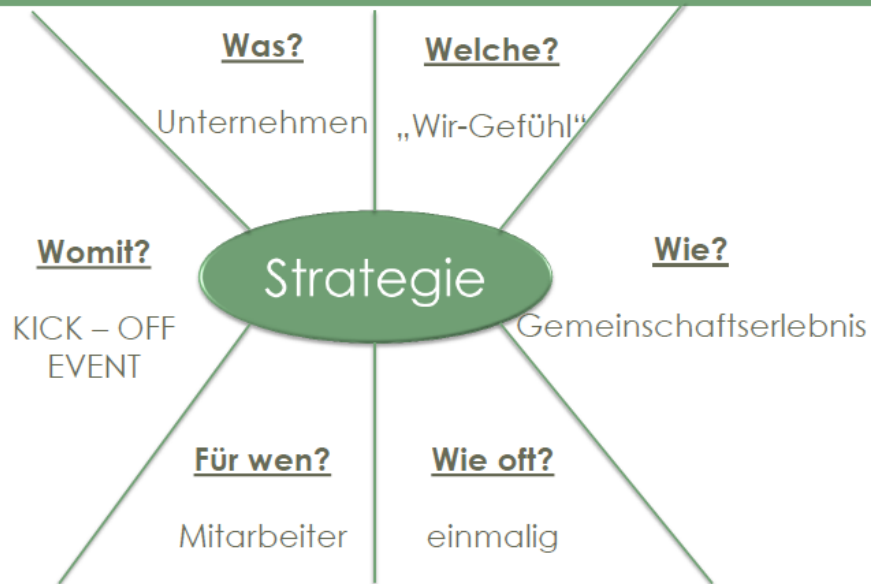 Was?
Unternehmen
Welche?
„Wir-Gefühl“
Womit?
KICK – OFF
EVENT
Strategie
Wie?
Gemeinschaftserlebnis
Für wen?
Mitarbeiter
Wie oft?
einmalig